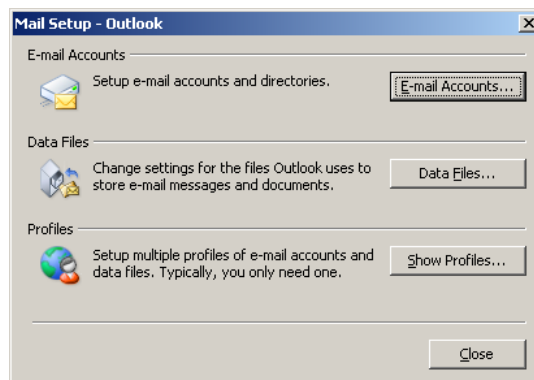 Mail Setup - Outlook
E-mail Accounts
Setup e-mail accounts and directories.
E-mail Accounts...
Data Files
Change settings for the files Outlook uses to
store e-mail messages and documents.
Data Files...
Profiles
Setup multiple profiles of e-mail accounts and
data files. Typically, you only need one.
Show Profiles...
Close